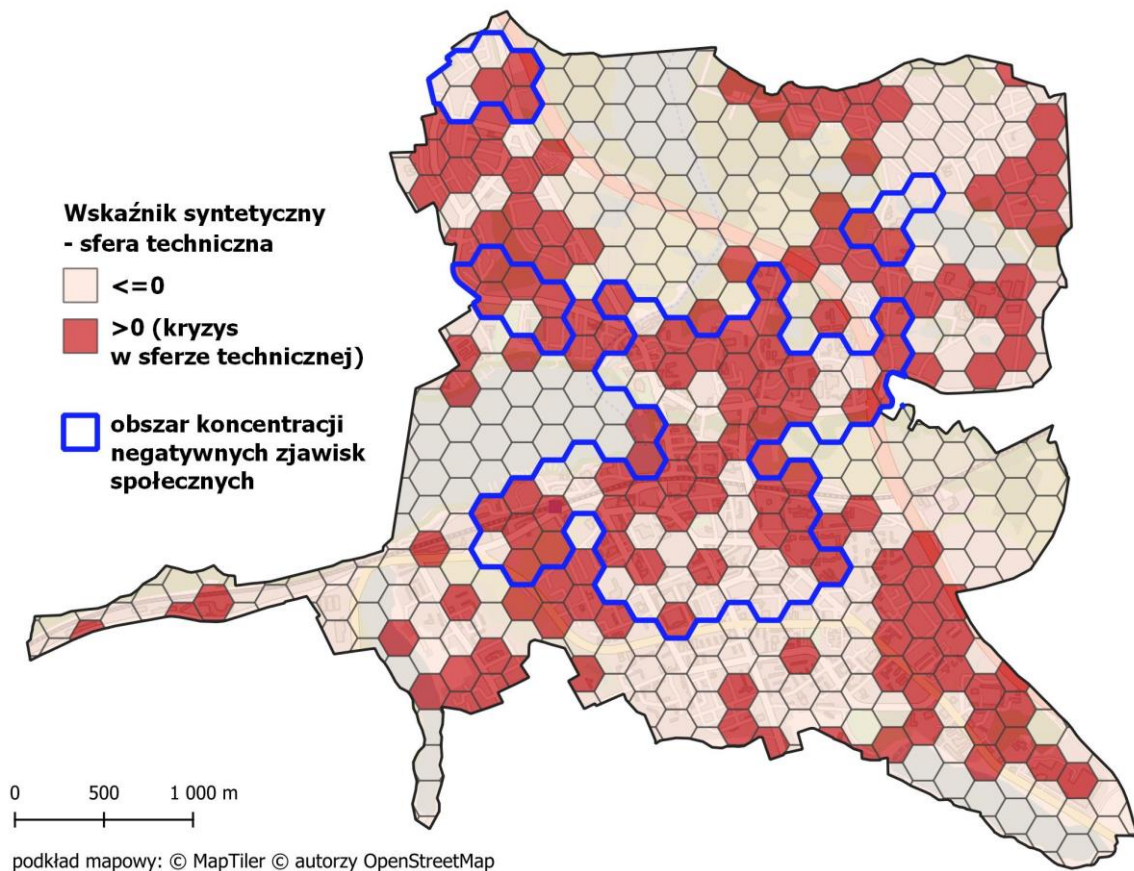 Wskaźnik syntetyczny
- sfera techniczna
<=0
>0 (kryzys
w sferze technicznej)
obszar koncentracji
negatywnych zjawisk
społecznych
0 500 1 000 m
podkład mapowy: © MapTiler © autorzy OpenStreetMap